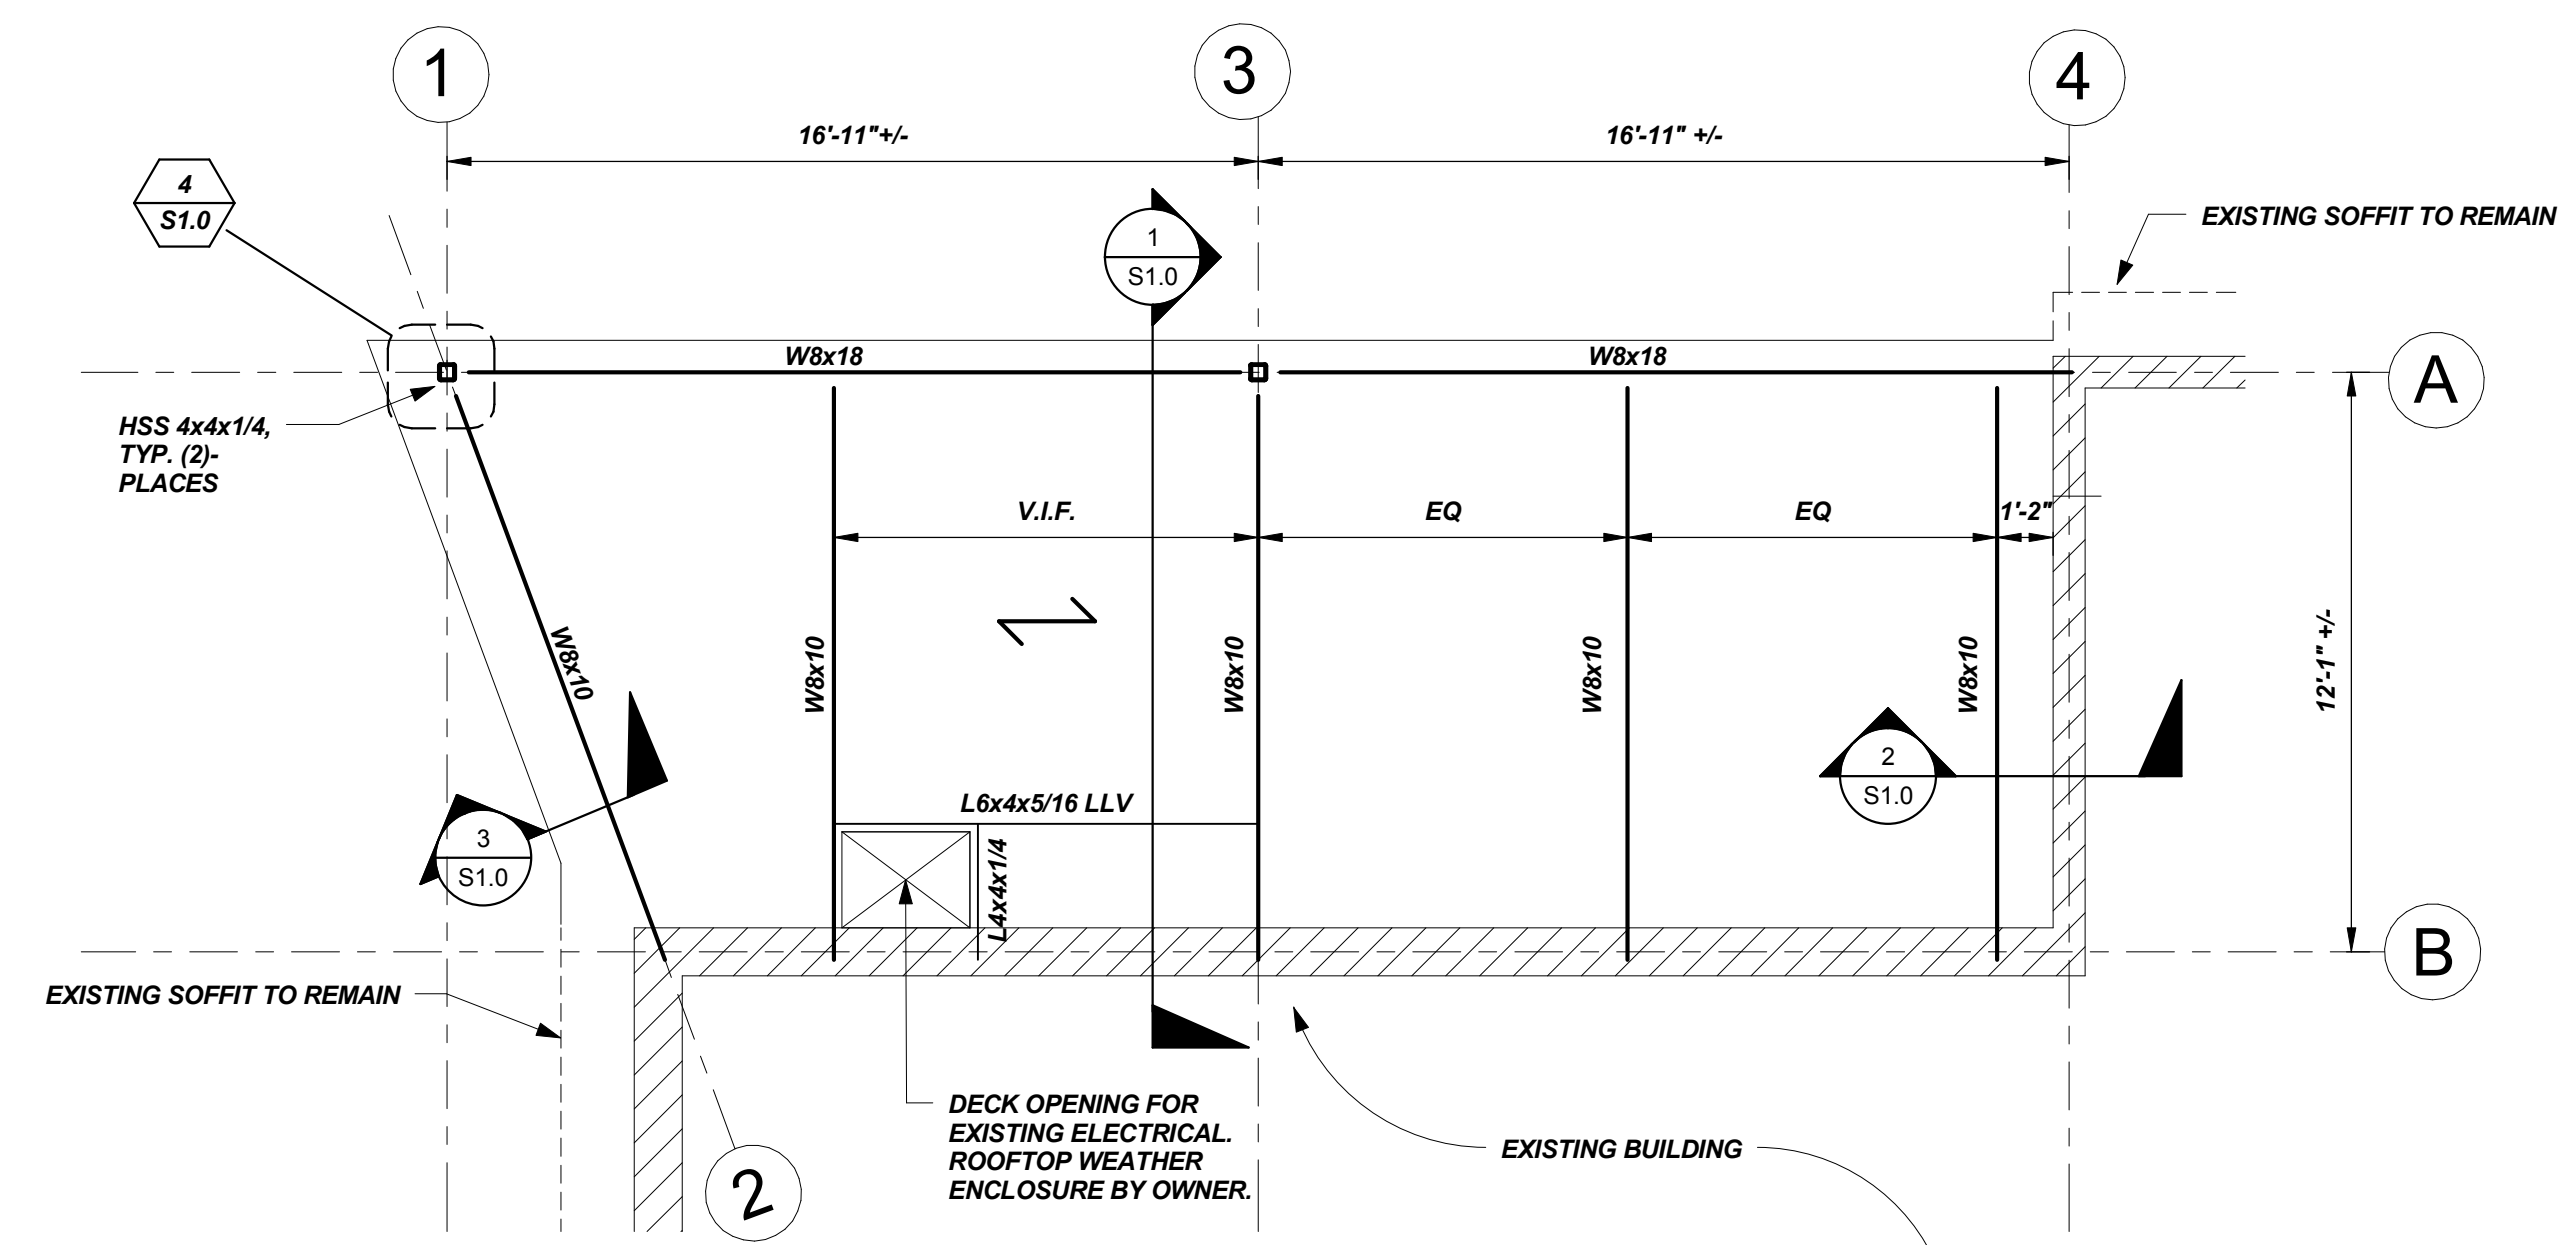 1
3
4
16'-11"+/-
16'-11" +/-
4
S1.0
EXISTING SOFFIT TO REMAIN
1
S1.0
W8x18
W8x18
A
HSS 4x4x1/4,
TYP. (2)-
PLACES
V.I.F.
EQ
EQ
1'-2"
W8x10
W8x10
W8x10
W8x10
W8x10
12'-1" +/-
2
S1.0
L6x4x5/16 LLV
3
S1.0
L4x4x1/4
B
EXISTING SOFFIT TO REMAIN
DECK OPENING FOR
EXISTING ELECTRICAL.
ROOFTOP WEATHER
ENCLOSURE BY OWNER.
EXISTING BUILDING
2